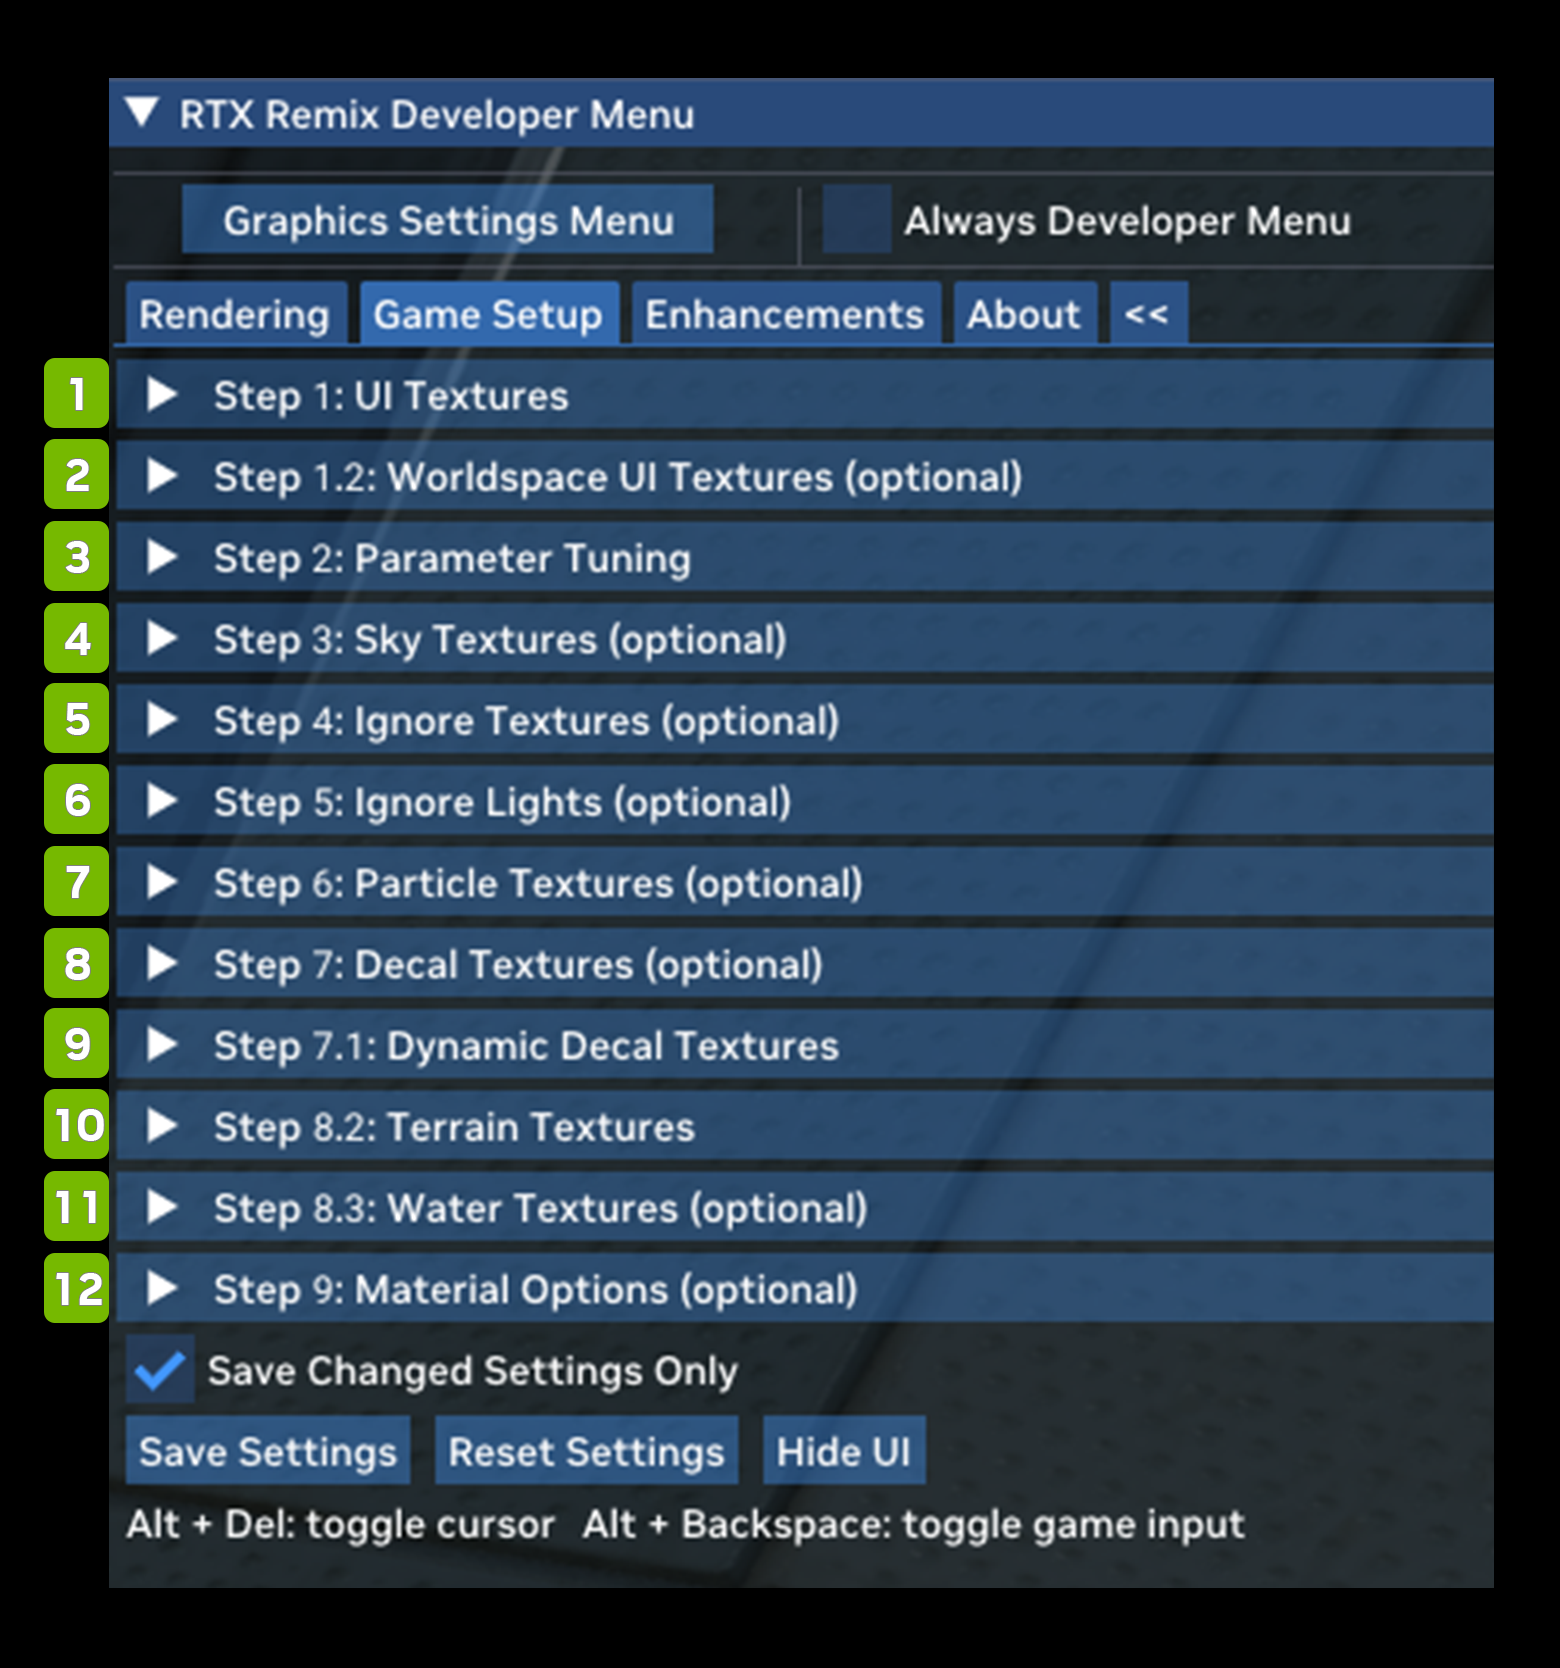 RTX Remix Developer Menu
Graphics Settings Menu Always Developer Menu
Rendering Game Setup Enhancements About <<
1 Step 1: UI Textures
2 Step 1.2: Worldspace UI Textures (optional)
3 Step 2: Parameter Tuning
4 Step 3: Sky Textures (optional)
5 Step 4: Ignore Textures (optional)
6 Step 5: Ignore Lights (optional)
7 Step 6: Particle Textures (optional)
8 Step 7: Decal Textures (optional)
9 Step 7.1: Dynamic Decal Textures
10 Step 8.2: Terrain Textures
11 Step 8.3: Water Textures (optional)
12 Step 9: Material Options (optional)
Save Changed Settings Only
Save Settings Reset Settings Hide UI
Alt + Del: toggle cursor Alt + Backspace: toggle game input